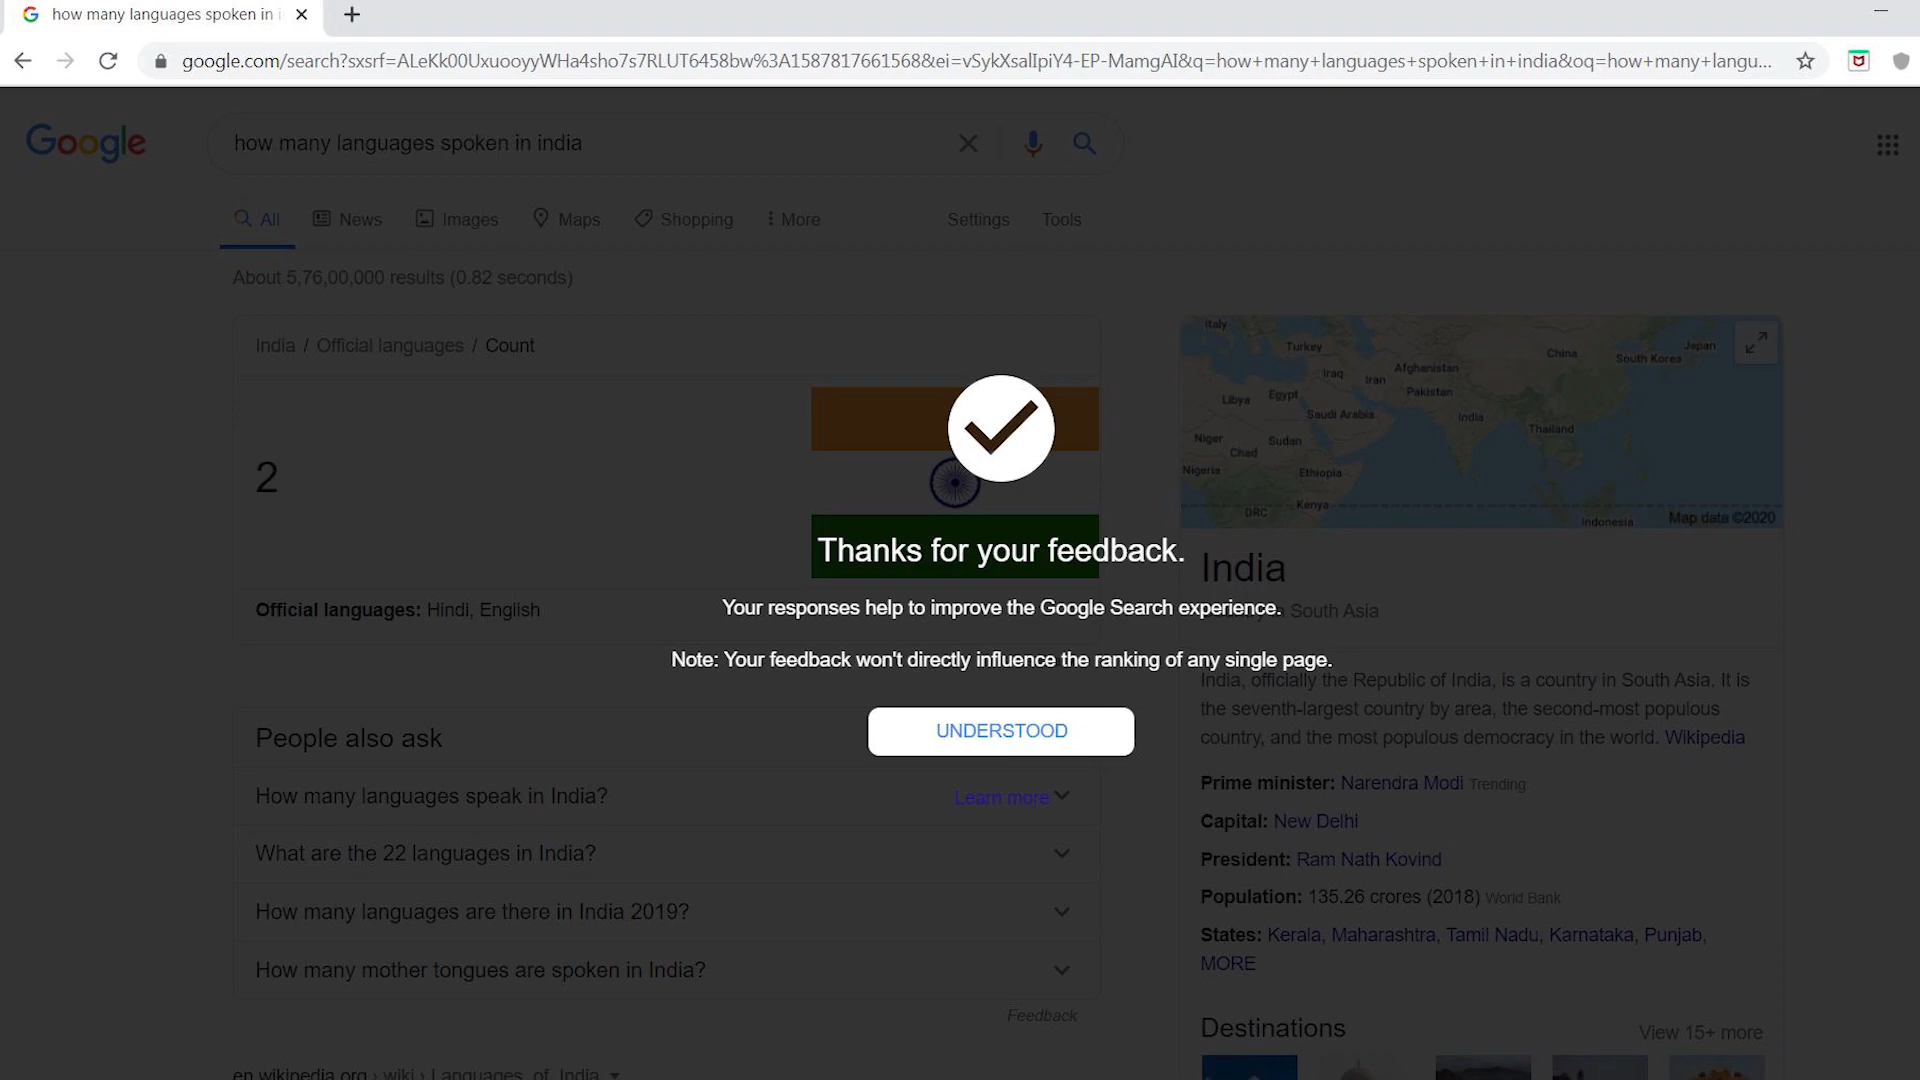 how many languages spoken in i
google.com/search?sxsrf=ALeKk00UxuooyyWHa4sho7s7RLUT6458bw%3A1587817661568&ei=vSykXsalIpiY4-EP-MamgAI&q=how+many+languages+spoken+in+india&oq=how+many+langu...
Google
how many languages spoken in india
All
News
Images
Maps
Shopping
More
Settings
Tools
About 5,76,00,000 results (0.82 seconds)
India / Official languages / Count
2
Official languages: Hindi, English
Thanks for your feedback.
Your responses help to improve the Google Search experience.
Note: Your feedback won't directly influence the ranking of any single page.
UNDERSTOOD
Learn more
People also ask
How many languages speak in India?
What are the 22 languages in India?
How many languages are there in India 2019?
How many mother tongues are spoken in India?
Feedback
en.wikipedia.org › wiki › Languages_of_India
Italy
Turkey
China
Japan
South Korea
Iraq
Iran
Afghanistan
Pakistan
Libya
Egypt
Saudi Arabia
India
Thailand
Niger
Chad
Sudan
Nigeria
Ethiopia
Kenya
DRC
Indonesia
Map data ©2020
India
Country in South Asia
India, officially the Republic of India, is a country in South Asia. It is
the seventh-largest country by area, the second-most populous
country, and the most populous democracy in the world. Wikipedia
Prime minister: Narendra Modi Trending
Capital: New Delhi
President: Ram Nath Kovind
Population: 135.26 crores (2018) World Bank
States: Kerala, Maharashtra, Tamil Nadu, Karnataka, Punjab,
MORE
Destinations
View 15+ more